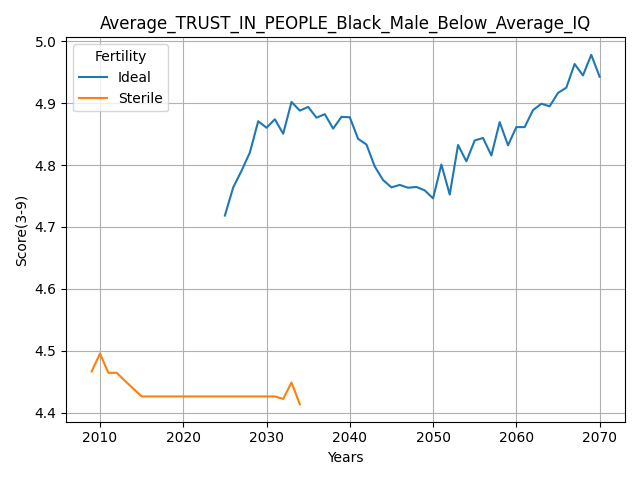 Average_TRUST_IN_PEOPLE_Black_Male_Below_Average_IQ
Fertility
Ideal
Sterile
Score(3-9)
5.0
4.9
4.8
4.7
4.6
4.5
4.4
2010 2020 2030 2040 2050 2060 2070
Years